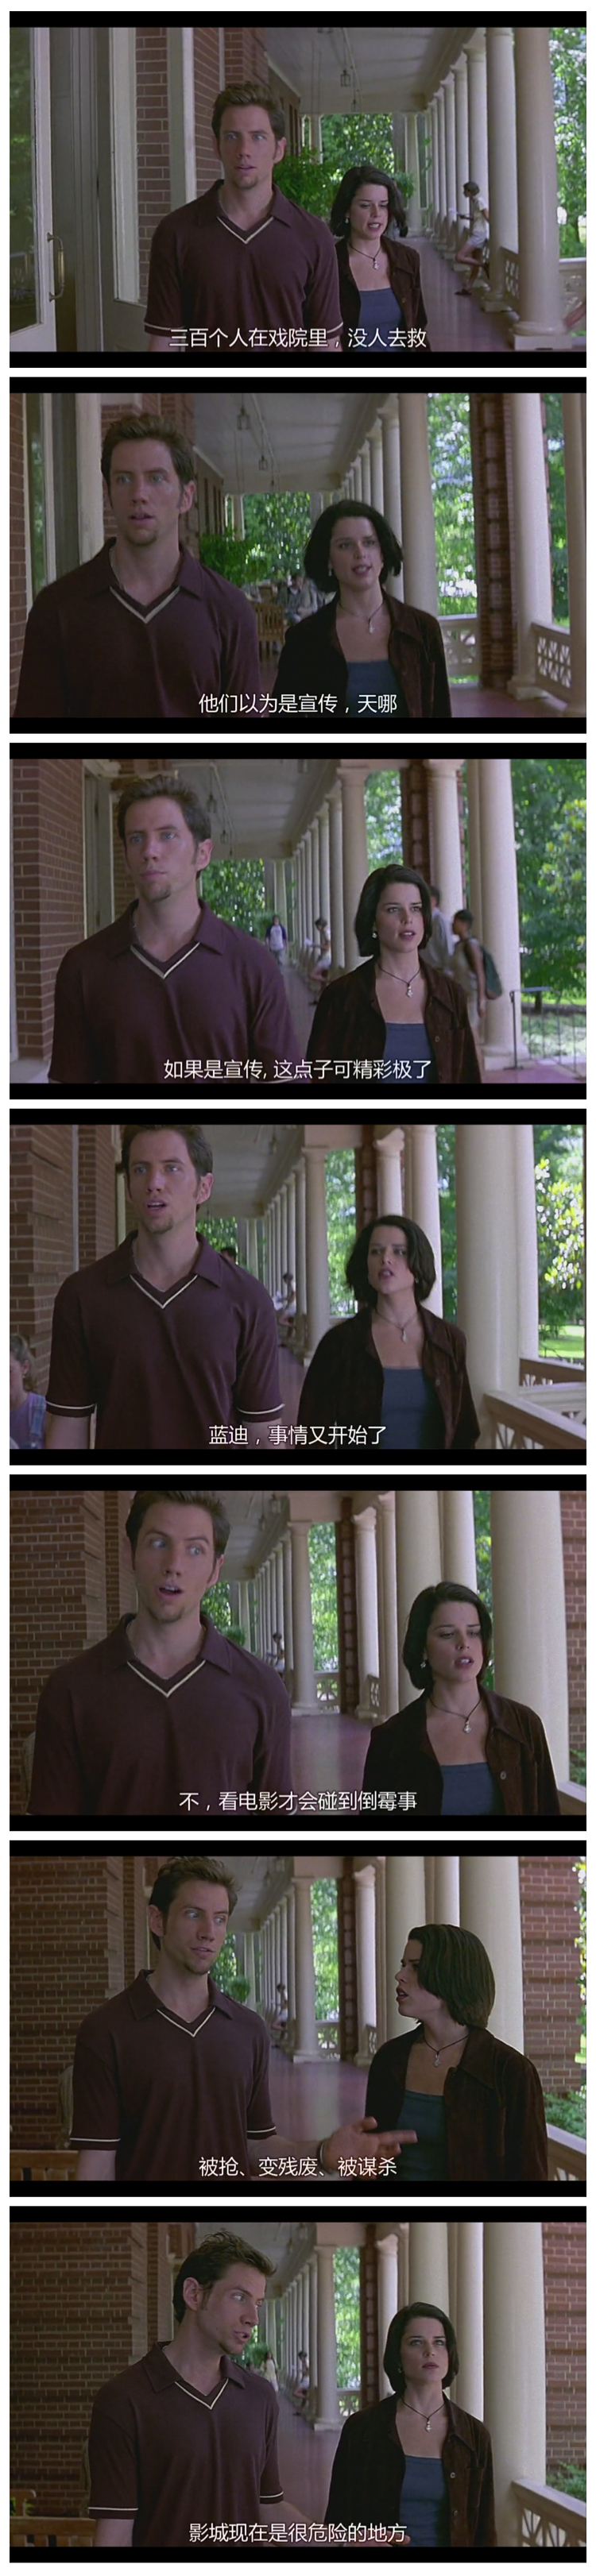 三百个人在戏院里，没人去救
他们以为是宣传，天哪
如果是宣传, 这点子可精彩极了
蓝迪，事情又开始了
不，看电影才会碰到倒霉事
被抢、变残废、被谋杀
影城现在是很危险的地方